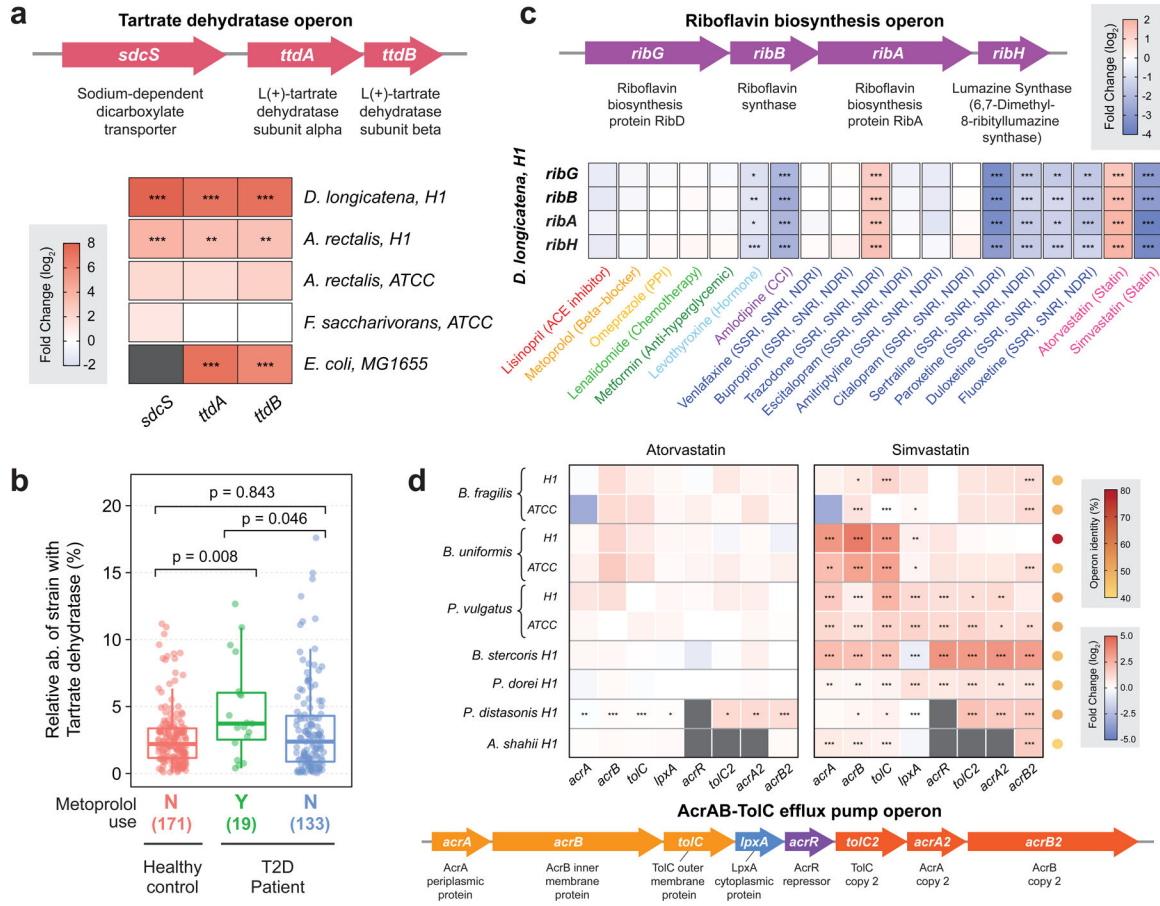 a
Tartrate dehydratase operon
sdcS
ttdA
ttdB
Sodium-dependent
dicarboxylate
transporter
L(+)-tartrate
dehydratase
subunit alpha
L(+)-tartrate
dehydratase
subunit beta
Fold Change (log2)
8
6
4
2
0
-2
*** *** *** D. longicatena, H1
*** ** ** A. rectalis, H1
A. rectalis, ATCC
F. saccharivorans, ATCC
*** *** E. coli, MG1655
sdcS ttdA ttdB
b
Relative ab. of strain with
Tartrate dehydratase (%)
20
15
10
5
0
p = 0.843
p = 0.046
p = 0.008
Metoprolol
use
N
(171)
Y
(19)
N
(133)
Healthy
control
T2D
Patient
c
Riboflavin biosynthesis operon
ribG
ribB
ribA
ribH
Riboflavin
biosynthesis
protein RibD
Riboflavin
synthase
Riboflavin
biosynthesis
protein RibA
Lumazine Synthase
(6,7-Dimethyl-
8-ribityllumazine
synthase)
Fold Change (log2)
2
1
0
-1
-2
-3
-4
D. longicatena, H1
ribG * *** *** *** *** ** ** *** ***
ribB ** *** *** *** *** *** *** *** ***
ribA * *** *** *** *** ** *** *** ***
ribH *** *** *** *** *** *** *** *** ***
Lisinopril (ACE inhibitor)
Metoprolol (Beta-blocker)
Omeprazole (PPI)
Lenalidomide (Chemotherapy)
Metformin (Anti-hyperglycemic)
Levothyroxine (Hormone)
Amlodipine (CCI)
Venlafaxine (SSRI, SNRI, NDRI)
Bupropion (SSRI, SNRI, NDRI)
Trazodone (SSRI, SNRI, NDRI)
Escitalopram (SSRI, SNRI, NDRI)
Amitriptyline (SSRI, SNRI, NDRI)
Citalopram (SSRI, SNRI, NDRI)
Sertraline (SSRI, SNRI, NDRI)
Paroxetine (SSRI, SNRI, NDRI)
Duloxetine (SSRI, SNRI, NDRI)
Fluoxetine (SSRI, SNRI, NDRI)
Atorvastatin (Statin)
Simvastatin (Statin)
d
Atorvastatin
Simvastatin
B. fragilis
H1 * *** ***
ATCC *** *** * ***
B. uniformis
H1 *** *** *** **
ATCC ** *** *** * ***
P. vulgatus
H1 *** ** *** *** *** * **
ATCC *** *** *** *** *** *** * **
B. stercoris H1 *** *** *** *** *** *** *** ***
P. dorei H1 ** ** *** *** *** *** ** ***
P. distasonis H1 ** *** *** * * ** *** * * *** *** *** ***
A. shahii H1 *** *** *** ***
acrA acrB tolC lpxA acrR tolC2 acrA2 acrB2
acrA acrB tolC lpxA acrR tolC2 acrA2 acrB2
Operon identity (%)
80
70
60
50
40
Fold Change (log2)
5.0
2.5
0.0
-2.5
-5.0
AcrAB-TolC efflux pump operon
acrA
acrB
tolC
lpxA
acrR
tolC2
acrA2
acrB2
AcrA
periplasmic
protein
AcrB inner
membrane
protein
TolC outer
membrane
protein
LpxA
cytoplasmic
protein
AcrR
repressor
TolC
copy 2
AcrA
copy 2
AcrB
copy 2